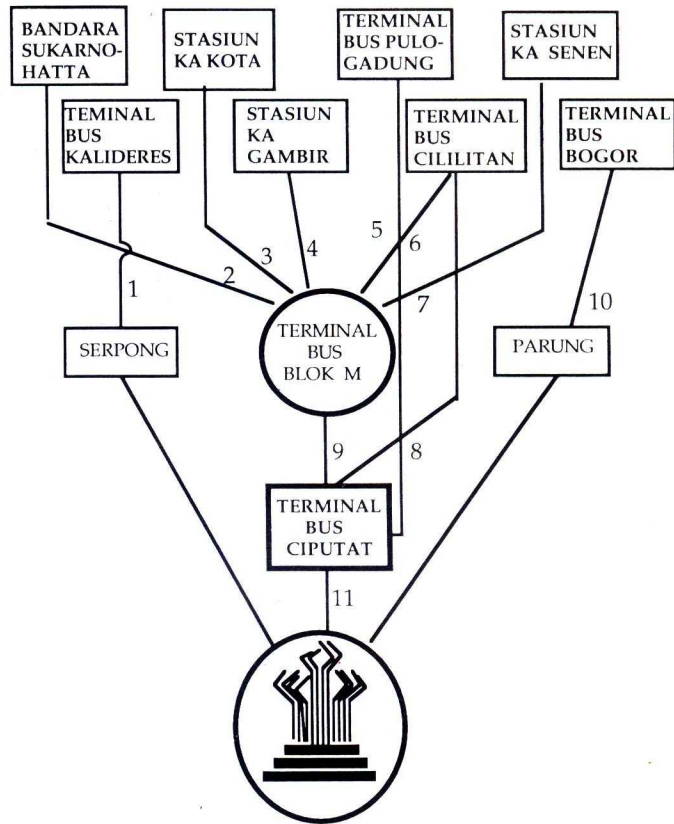 BANDARA
SUKARNO-
HATTA
STASIUN
KA KOTA
TERMINAL
BUS PULO-
GADUNG
STASIUN
KA SENEN
TEMINAL
BUS
KALIDERES
STASIUN
KA
GAMBIR
TERMINAL
BUS
CILILITAN
TERMINAL
BUS
BOGOR
1
2
3
4
5
6
7
10
SERPONG
TERMINAL
BUS
BLOK M
PARUNG
9
8
TERMINAL
BUS
CIPUTAT
11